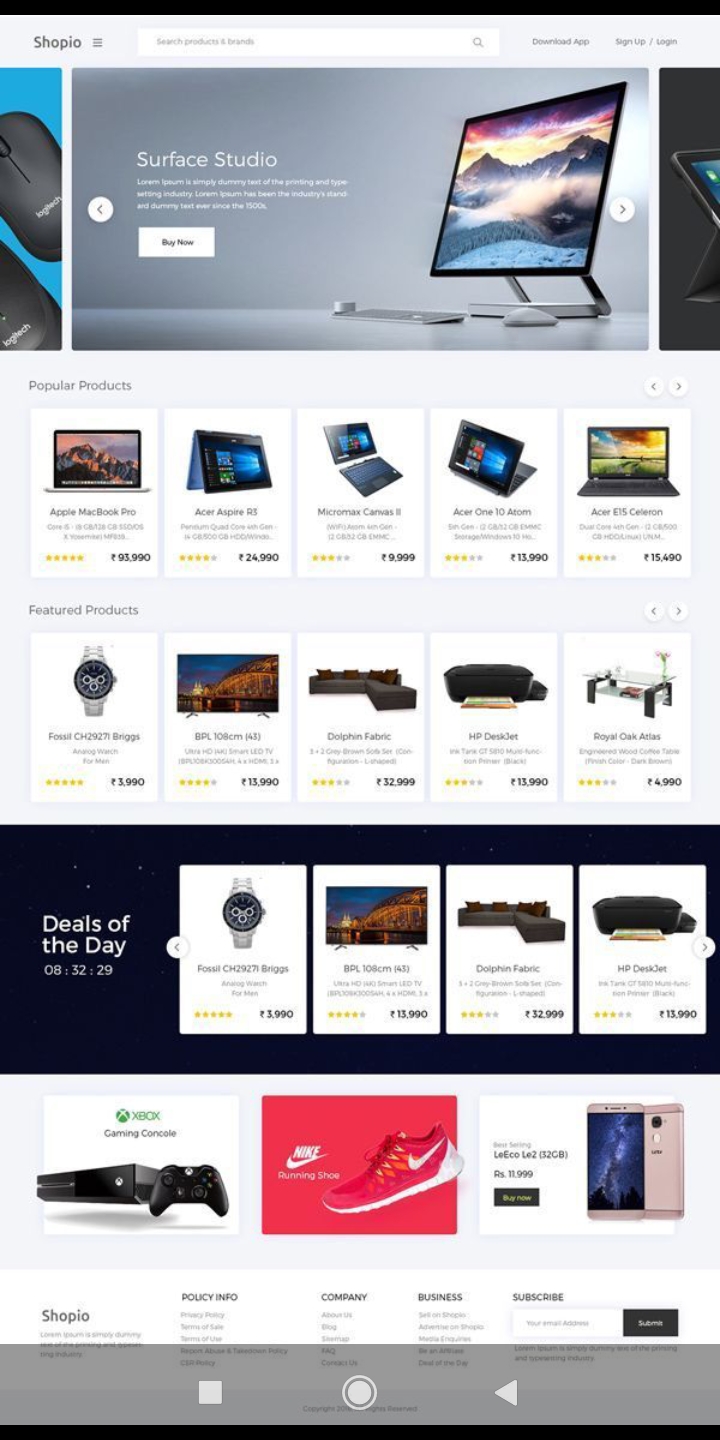 Shopio
Search products & brands
Download App
Sign Up / Login
Surface Studio
Lorem Ipsum is simply dummy text of the printing and type-
setting industry. Lorem Ipsum has been the industry's stand-
ard dummy text ever since the 1500s,
Buy Now
logitech
logitech
Popular Products
Apple MacBook Pro
Core i5 - (8 GB/128 GB SSD/OS
X Yosemite) MF839...
₹ 93,990
Acer Aspire R3
Pentium Quad Core 4th Gen -
(4 GB/500 GB HDD/Windo...
₹ 24,990
Micromax Canvas II
(WiFi) Atom 4th Gen -
(2 GB/32 GB EMMC ...
₹ 9,999
Acer One 10 Atom
5th Gen - (2 GB/32 GB EMMC
Storage/Windows 10 Ho...
₹ 13,990
Acer E15 Celeron
Dual Core 4th Gen - (2 GB/500
GB HDD/Linux) UN.M...
₹ 15,490
Featured Products
Fossil CH2927I Briggs
Analog Watch
For Men
₹ 3,990
BPL 108cm (43)
Ultra HD (4K) Smart LED TV
(BPL108K300S4H, 4 x HDMI, 3 x
₹ 13,990
Dolphin Fabric
3 + 2 Grey-Brown Sofa Set (Con-
figuration - L-shaped)
₹ 32,999
HP DeskJet
Ink Tank GT 5810 Multi-func-
tion Printer (Black)
₹ 13,990
Royal Oak Atlas
Engineered Wood Coffee Table
(Finish Color - Dark Brown)
₹ 4,990
Deals of
the Day
08 : 32 : 29
Fossil CH2927I Briggs
Analog Watch
For Men
₹ 3,990
BPL 108cm (43)
Ultra HD (4K) Smart LED TV
(BPL108K300S4H, 4 x HDMI, 3 x
₹ 13,990
Dolphin Fabric
3 + 2 Grey-Brown Sofa Set (Con-
figuration - L-shaped)
₹ 32,999
HP DeskJet
Ink Tank GT 5810 Multi-func-
tion Printer (Black)
₹ 13,990
XBOX
Gaming Concole
NIKE
Running Shoe
Best Selling
LeEco Le2 (32GB)
Rs. 11,999
Buy now
Shopio
Lorem Ipsum is simply dummy
text of the printing and typeset-
ting industry.
POLICY INFO
Privacy Policy
Terms of Sale
Terms of Use
Report Abuse & Takedown Policy
CSR Policy
COMPANY
About Us
Blog
Sitemap
FAQ
Contact Us
BUSINESS
Sell on Shopio
Advertise on Shopio
Media Enquiries
Be an Affiliate
Deal of the Day
SUBSCRIBE
Your email Address
Submit
Lorem Ipsum is simply dummy text of the printing
and typesetting industry.
Copyright
Rights Reserved